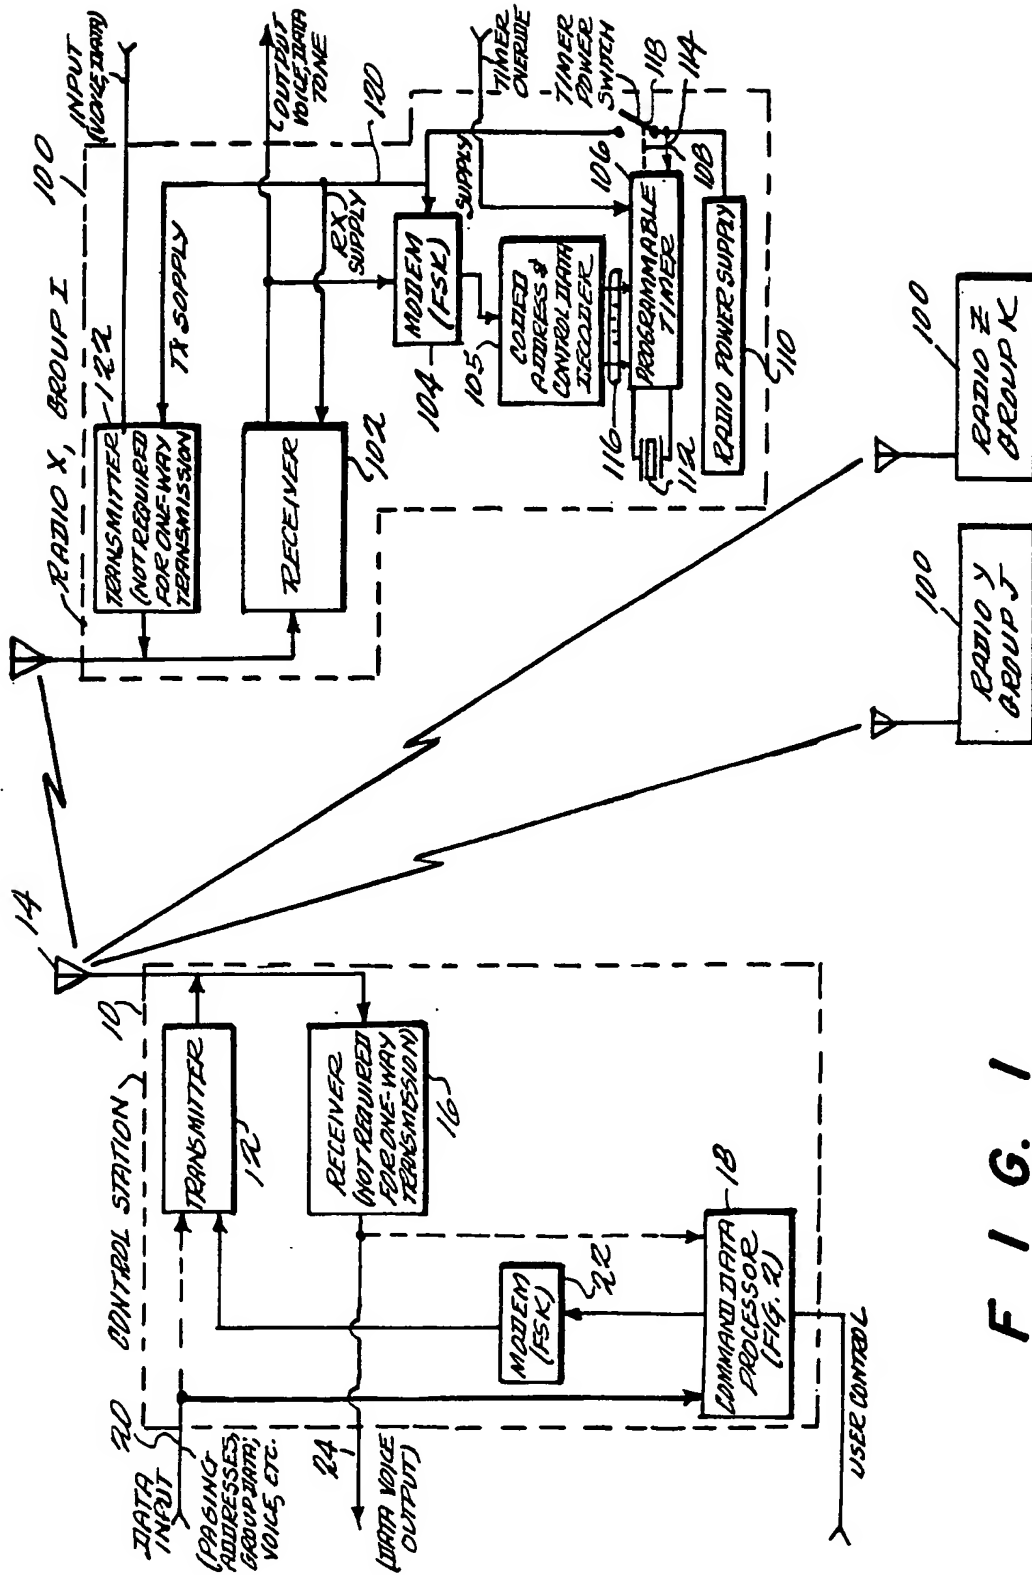 CONTROL STATION
10
14
20
DATA
INPUT
(PAGING
ADDRESSES,
GROUP DATA;
VOICE, ETC.
TRANSMITTER
12
RECEIVER
(NOT REQUIRED
FOR ONE-WAY
TRANSMISSION)
16
24
(DATA VOICE
OUTPUT)
MODEM
(FSK)
22
COMMAND DATA
PROCESSOR
(FIG. 2)
18
USER CONTROL
RADIO X, GROUP I
100
TRANSMITTER
(NOT REQUIRED
FOR ONE-WAY
TRANSMISSION
122
INPUT
(VOICE, DATA)
TX SUPPLY
OUTPUT
VOICE, DATA
TONE
RECEIVER
102
RX
SUPPLY
120
MODEM
(FSK)
104
SUPPLY
TIMER
OVERRIDE
CODED
ADDRESS &
CONTROL DATA
DECODER
105
106
TIMER
POWER
SWITCH
118
114
108
116
PROGRAMMABLE
TIMER
112
RADIO POWER SUPPLY
110
RADIO Y
GROUP J
100
RADIO Z
GROUP K
100
FIG. 1